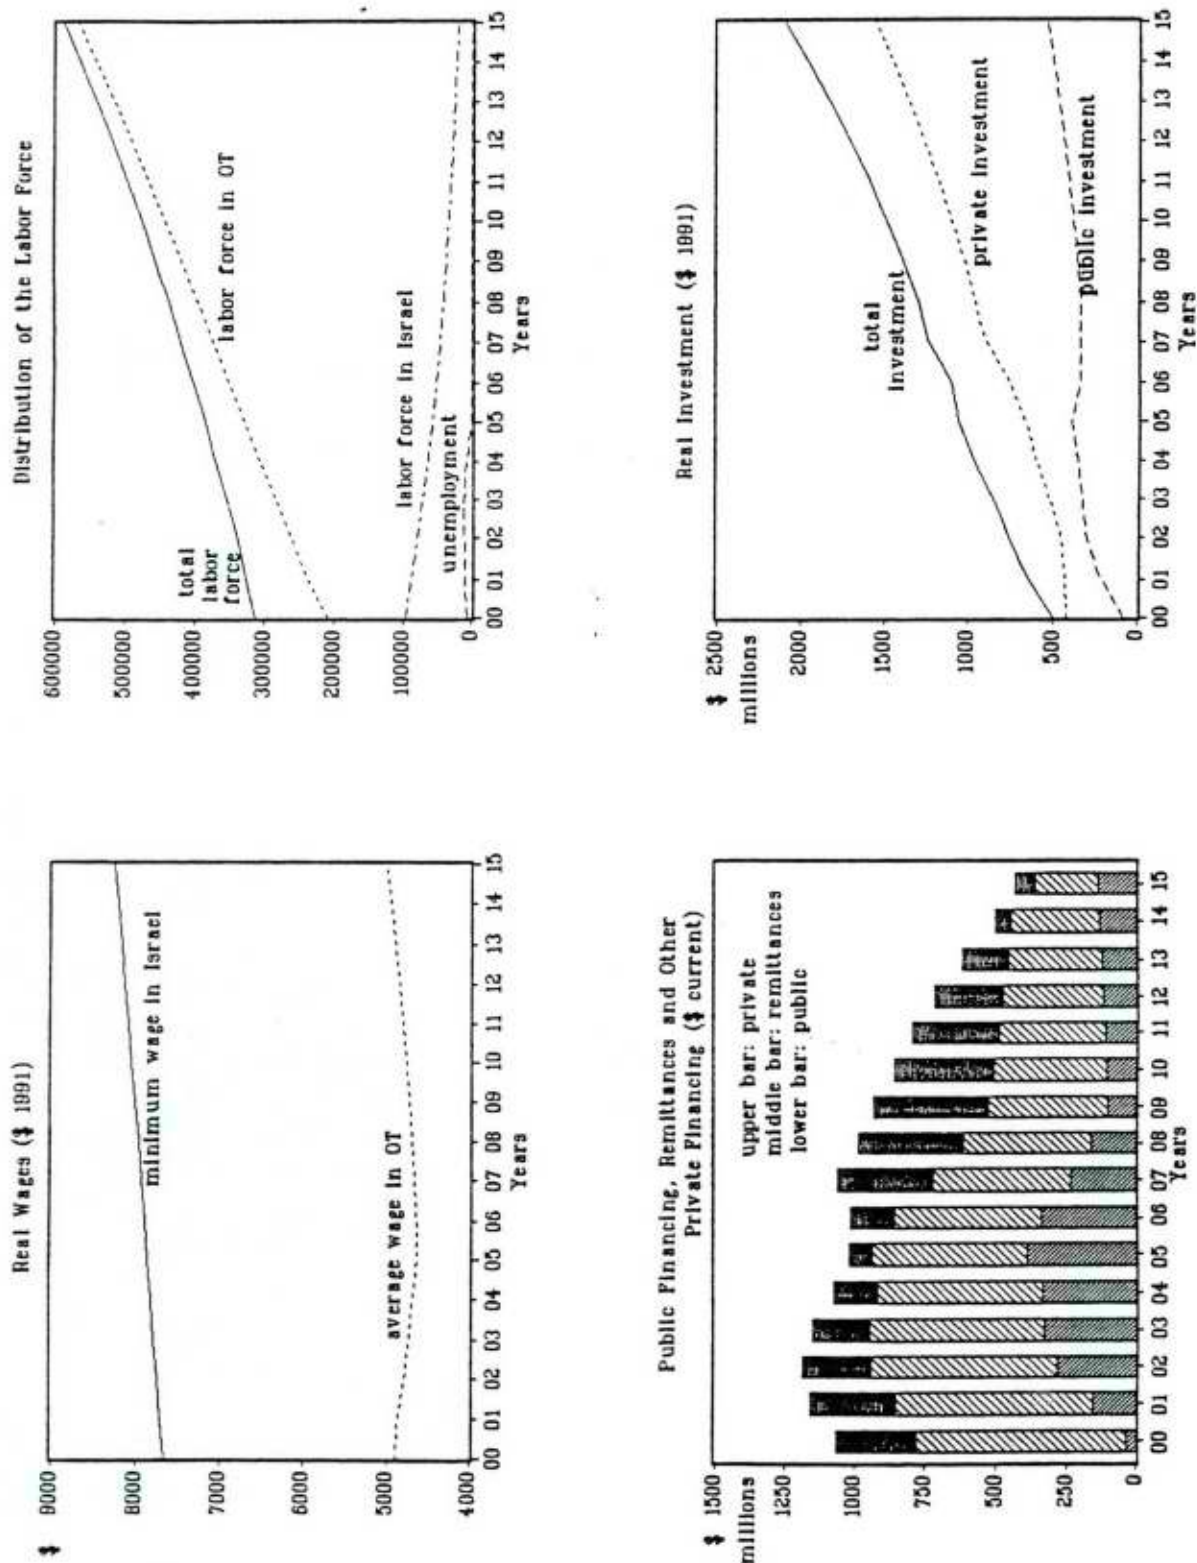 Real Wages ($ 1991)
$
9000
8000
7000
6000
5000
4000
minimum wage in Israel
average wage in OT
00 01 02 03 04 05 06 07 08 09 10 11 12 13 14 15
Years
Distribution of the Labor Force
600000
500000
400000
300000
200000
100000
0
total
labor
force
labor force in OT
labor force in Israel
unemployment
00 01 02 03 04 05 06 07 08 09 10 11 12 13 14 15
Years
Public Financing, Remittances and Other
Private Financing ($ current)
$
millions
1500
1250
1000
750
500
250
0
upper bar: private
middle bar: remittances
lower bar: public
00 01 02 03 04 05 06 07 08 09 10 11 12 13 14 15
Years
Real Investment ($ 1991)
$
millions
2500
2000
1500
1000
500
0
total
investment
private investment
public investment
00 01 02 03 04 05 06 07 08 09 10 11 12 13 14 15
Years